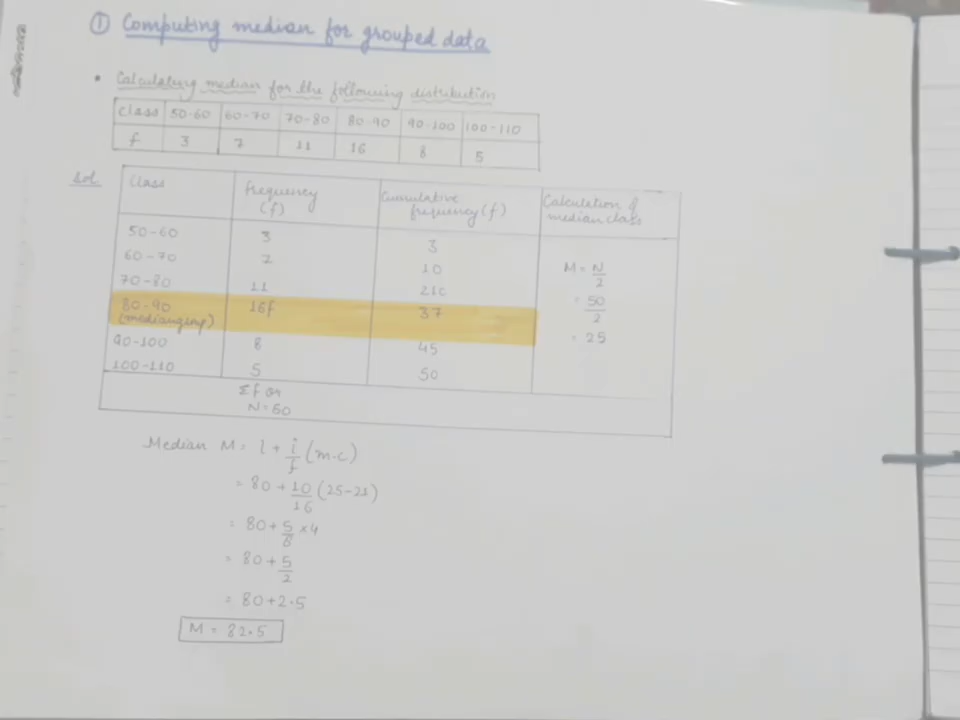 ① Computing median for grouped data
• Calculating median for the following distribution
class 50-60 60-70 70-80 80-90 90-100 100-110
f 3 7 11 16 8 5
Sol Class frequency (f) Cumulative frequency (f) Calculation of median class
50-60 3 3
60-70 7 10 M = N/2
70-80 11 21C = 50/2
80-90 (median group) 16f 37 = 25
90-100 8 45
100-110 5 50
Σf or
N=50
Median M = l + i/f (m-c)
= 80 + 10/16 (25-21)
= 80 + 5/8 × 4
= 80 + 5/2
= 80 + 2.5
M = 82.5